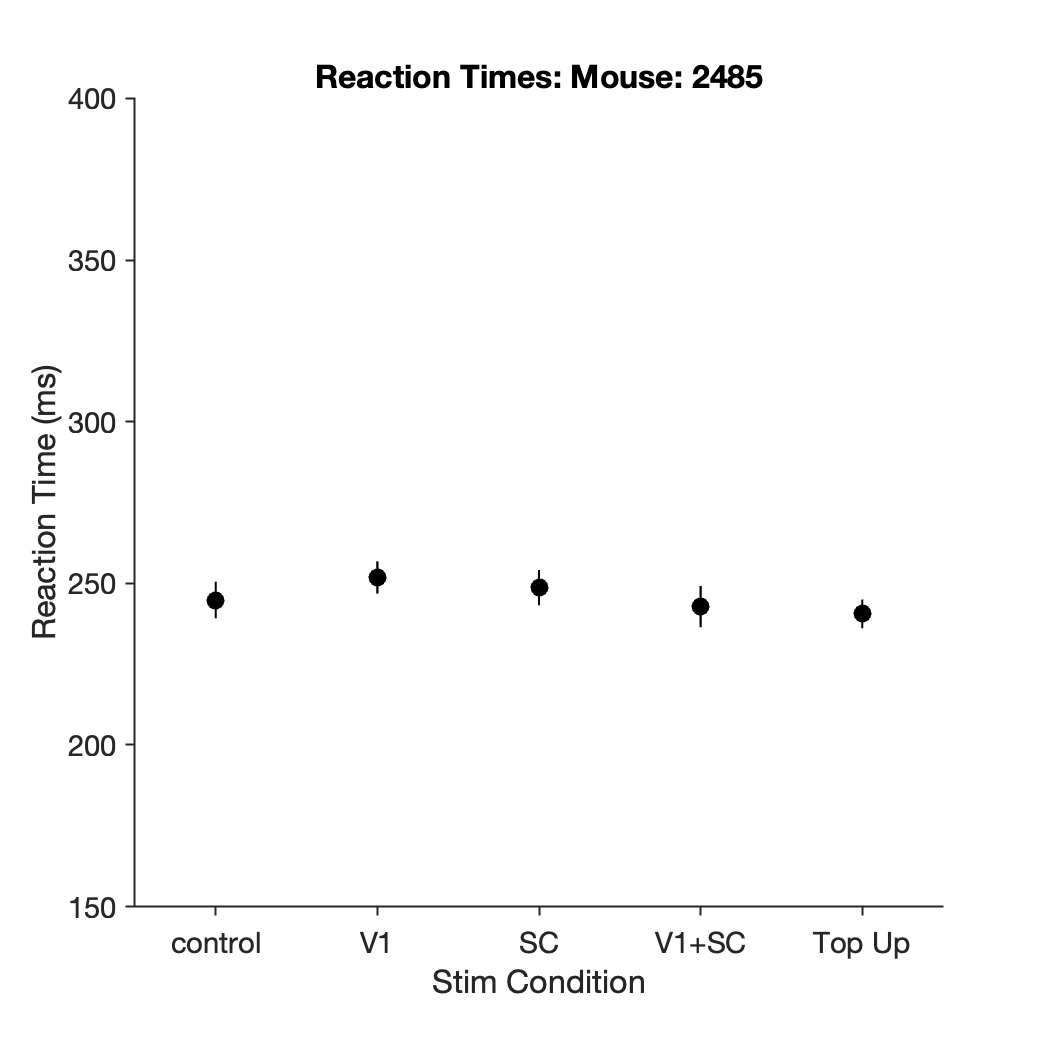 Reaction Times: Mouse: 2485
400
350
300
250
200
150
Reaction Time (ms)
control V1 SC V1+SC Top Up
Stim Condition